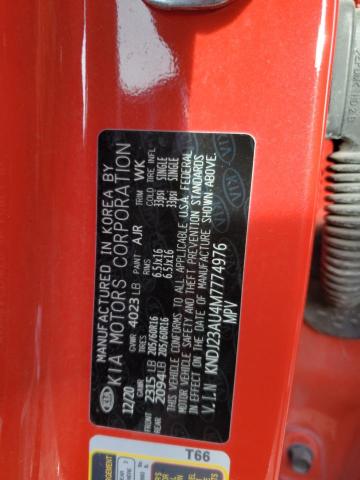 KIA
MANUFACTURED IN KOREA BY
KIA MOTORS CORPORATION
12/20 GVWR 4023 LB PAINT AJR TRIM WK
GAWR RIMS COLD TIRE INFL
FRONT 2315 LB 205/60R16 6.5Jx16 33psi SINGLE
REAR 2094 LB 205/60R16 6.5Jx16 33psi SINGLE
THIS VEHICLE CONFORMS TO ALL APPLICABLE U.S.A. FEDERAL
MOTOR VEHICLE SAFETY AND THEFT PREVENTION STANDARDS
IN EFFECT ON THE DATE OF MANUFACTURE SHOWN ABOVE.
V.I.N KNDJ23AU4M7774976
MPV
T66